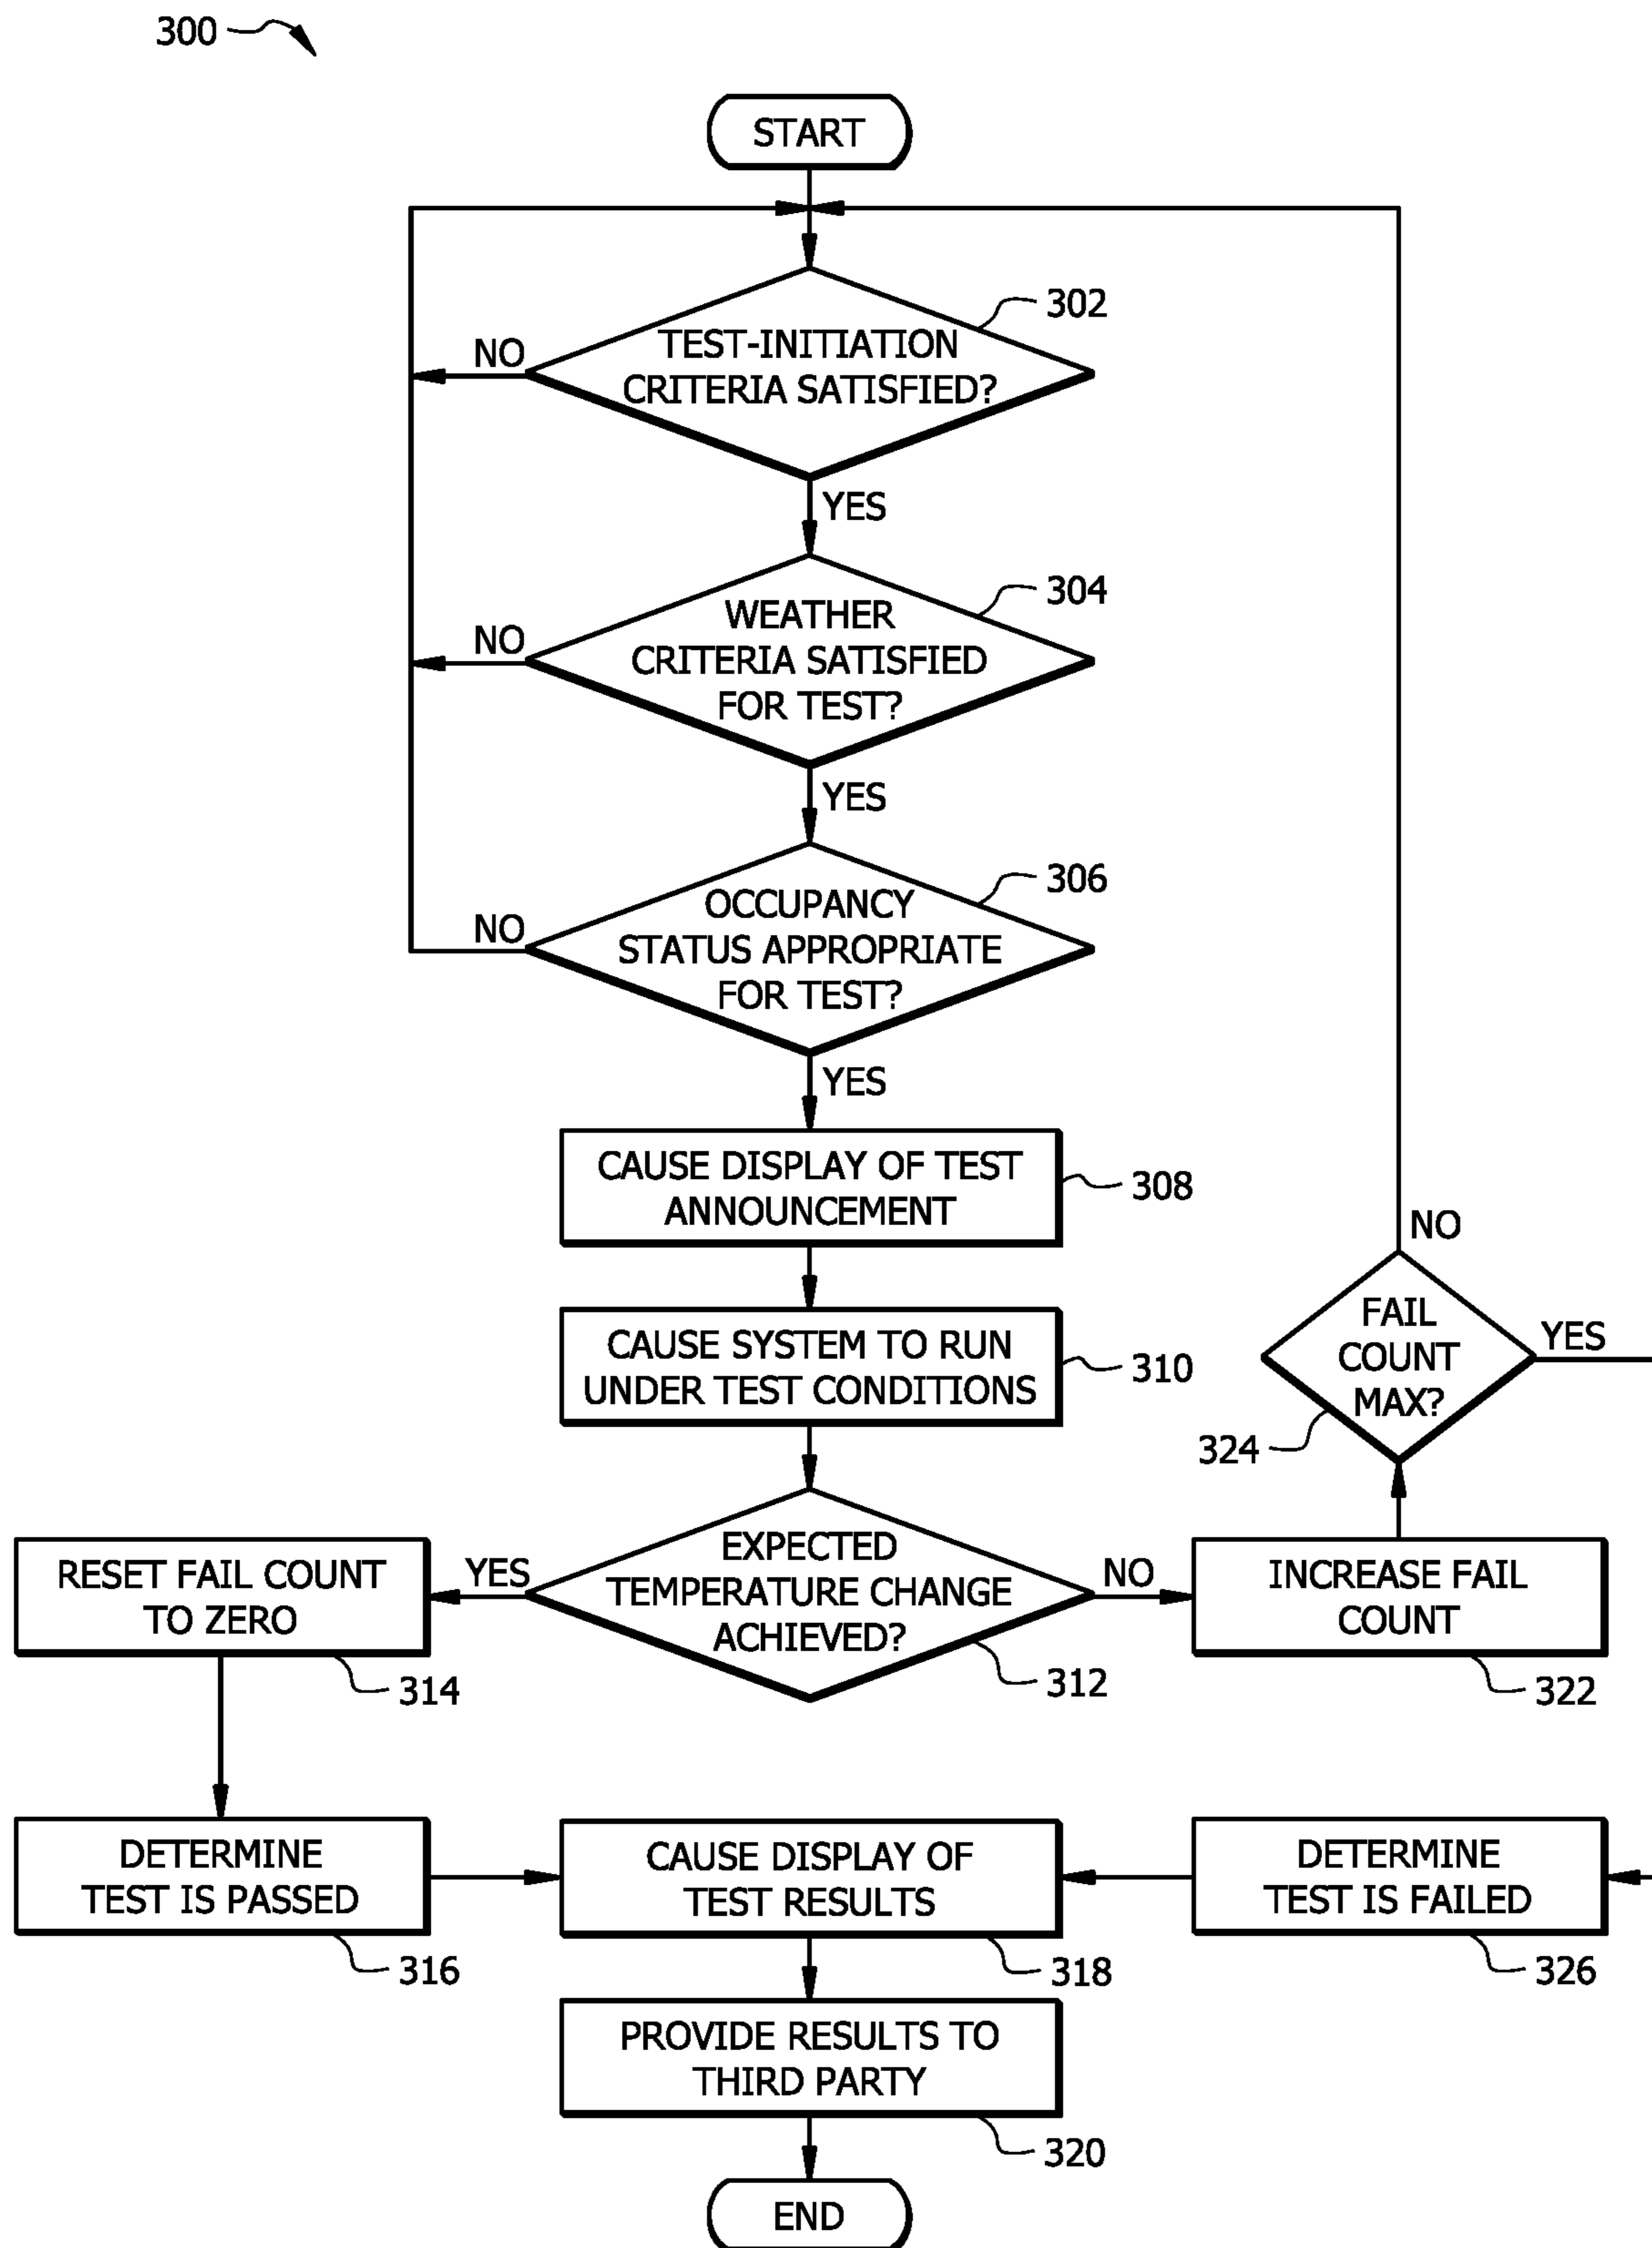 300
START
302
TEST-INITIATION
CRITERIA SATISFIED?
NO
YES
304
WEATHER
CRITERIA SATISFIED
FOR TEST?
NO
YES
306
OCCUPANCY
STATUS APPROPRIATE
FOR TEST?
NO
YES
CAUSE DISPLAY OF TEST
ANNOUNCEMENT
308
CAUSE SYSTEM TO RUN
UNDER TEST CONDITIONS
310
NO
FAIL
COUNT
MAX?
YES
324
EXPECTED
TEMPERATURE CHANGE
ACHIEVED?
YES
NO
312
RESET FAIL COUNT
TO ZERO
314
INCREASE FAIL
COUNT
322
DETERMINE
TEST IS PASSED
316
CAUSE DISPLAY OF
TEST RESULTS
318
DETERMINE
TEST IS FAILED
326
PROVIDE RESULTS TO
THIRD PARTY
320
END